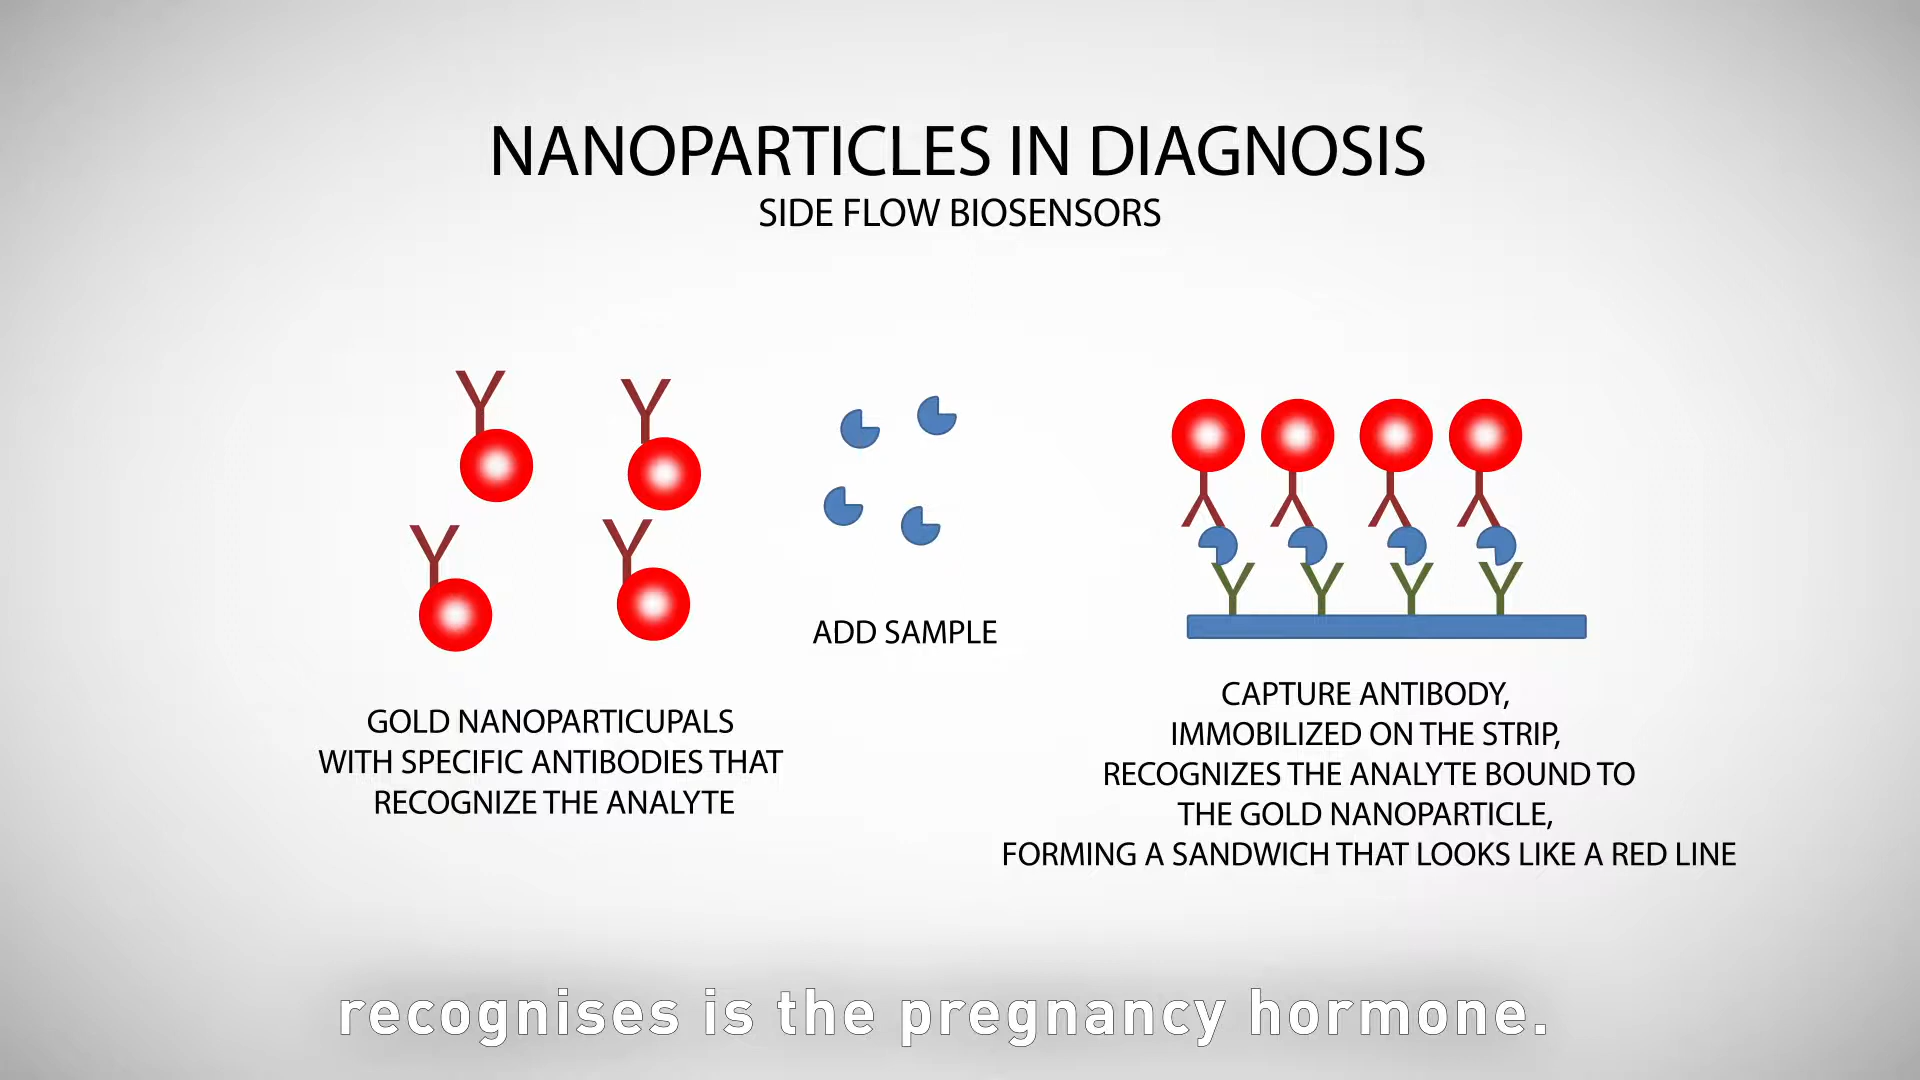 NANOPARTICLES IN DIAGNOSIS
SIDE FLOW BIOSENSORS
ADD SAMPLE
GOLD NANOPARTICUPALS
WITH SPECIFIC ANTIBODIES THAT
RECOGNIZE THE ANALYTE
CAPTURE ANTIBODY,
IMMOBILIZED ON THE STRIP,
RECOGNIZES THE ANALYTE BOUND TO
THE GOLD NANOPARTICLE,
FORMING A SANDWICH THAT LOOKS LIKE A RED LINE
recognises is the pregnancy hormone.